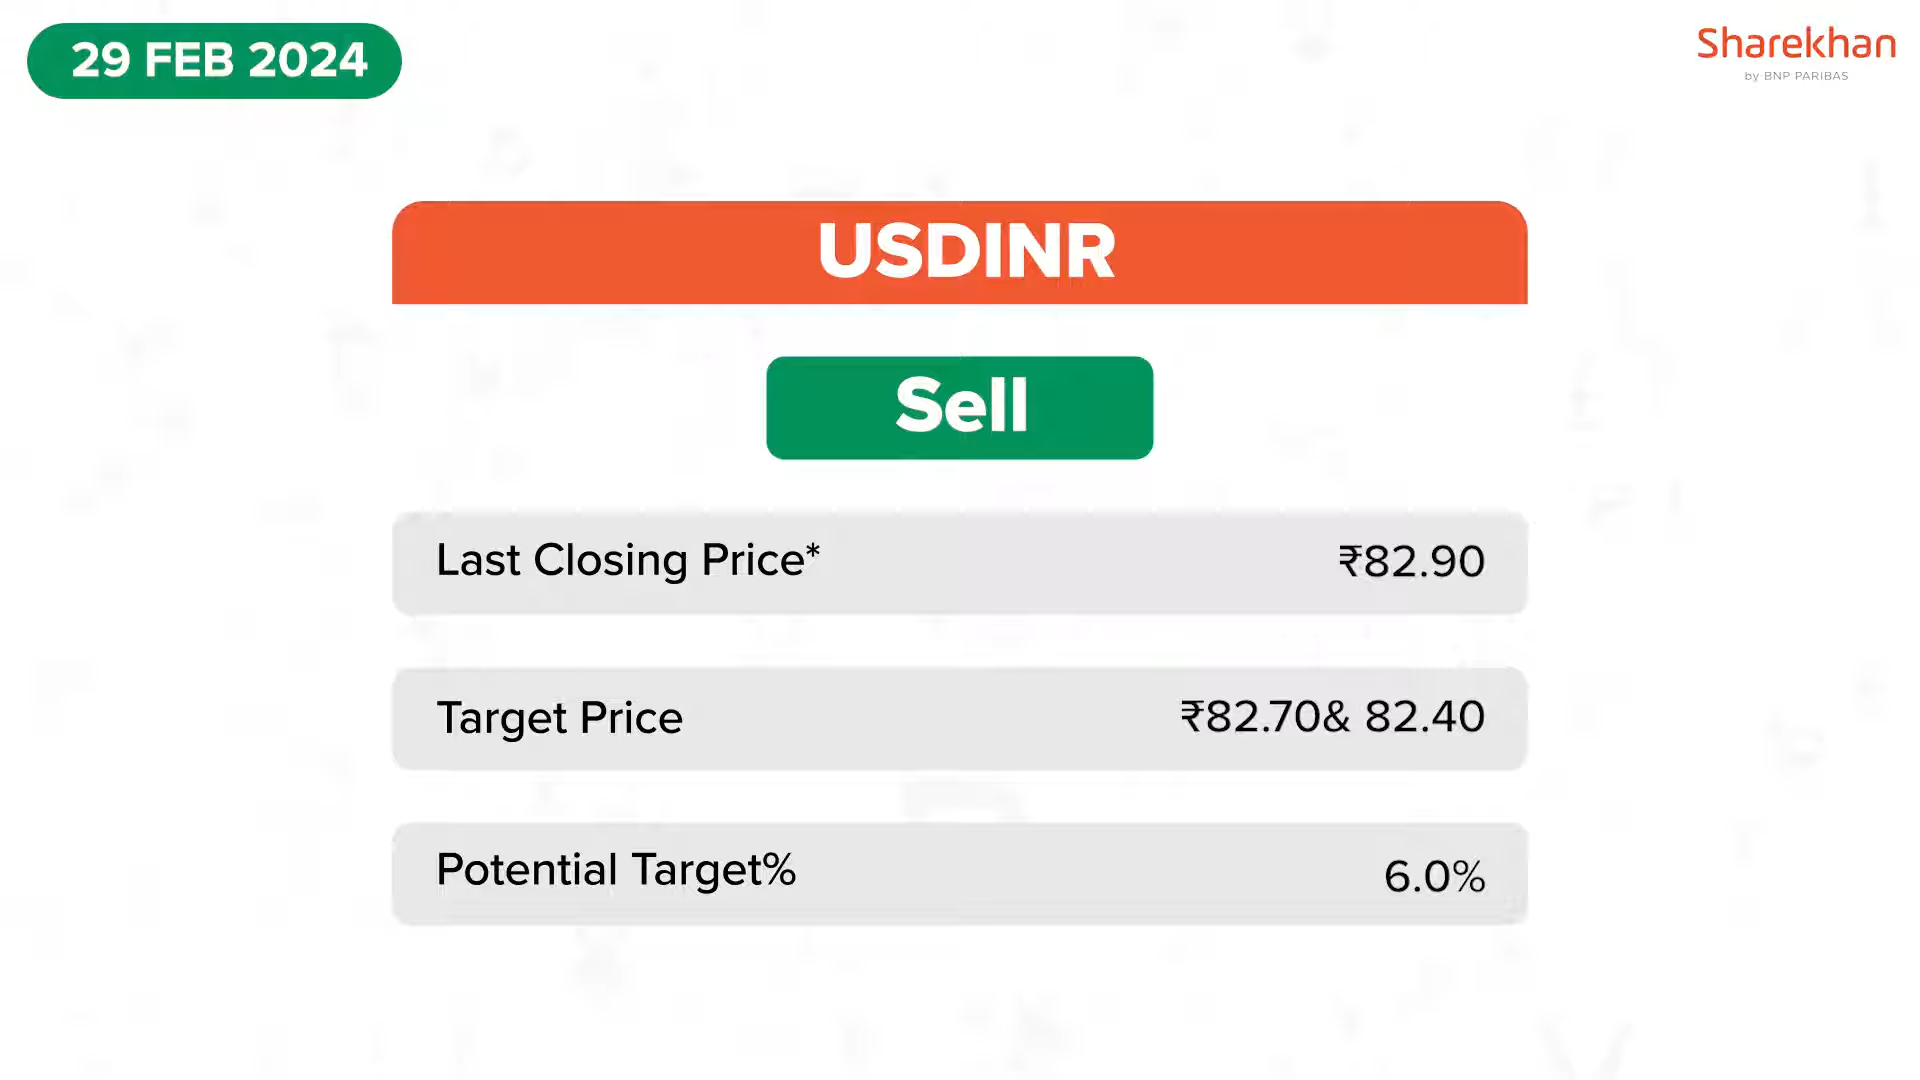 29 FEB 2024
Sharekhan
by BNP PARIBAS
USDINR
Sell
Last Closing Price* ₹82.90
Target Price ₹82.70& 82.40
Potential Target% 6.0%